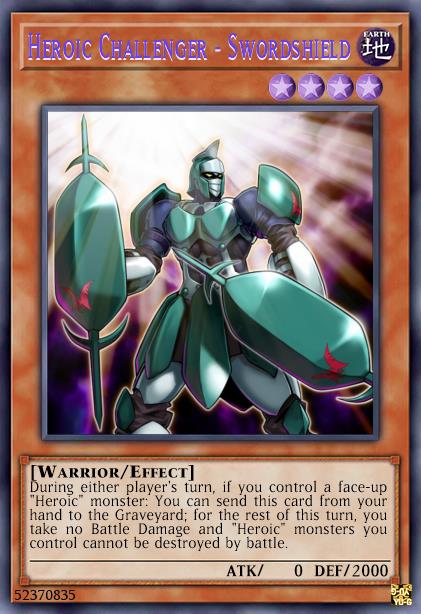 Heroic Challenger - Swordshield
EARTH
地
[Warrior/Effect]
During either player's turn, if you control a face-up
"Heroic" monster: You can send this card from your
hand to the Graveyard; for the rest of this turn, you
take no Battle Damage and "Heroic" monsters you
control cannot be destroyed by battle.
ATK/ 0 DEF/2000
52370835